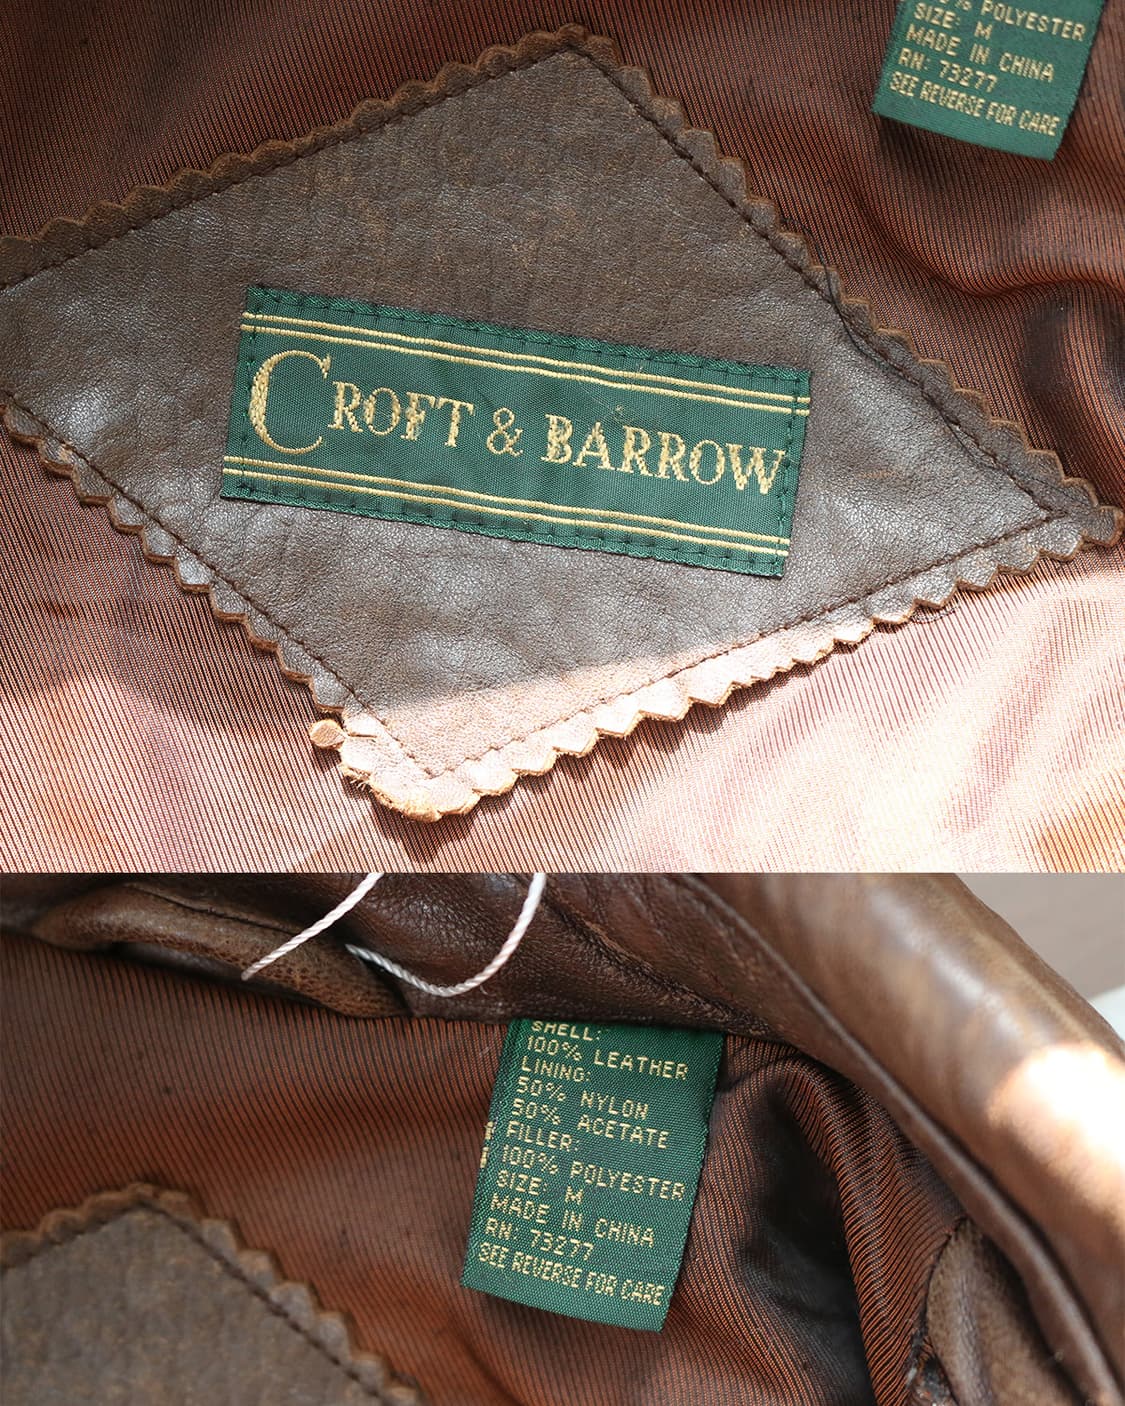 % POLYESTER
SIZE: M
MADE IN CHINA
RN: 73277
SEE REVERSE FOR CARE
CROFT & BARROW
SHELL:
100% LEATHER
LINING:
50% NYLON
50% ACETATE
FILLER:
100% POLYESTER
SIZE: M
MADE IN CHINA
RN: 73277
SEE REVERSE FOR CARE